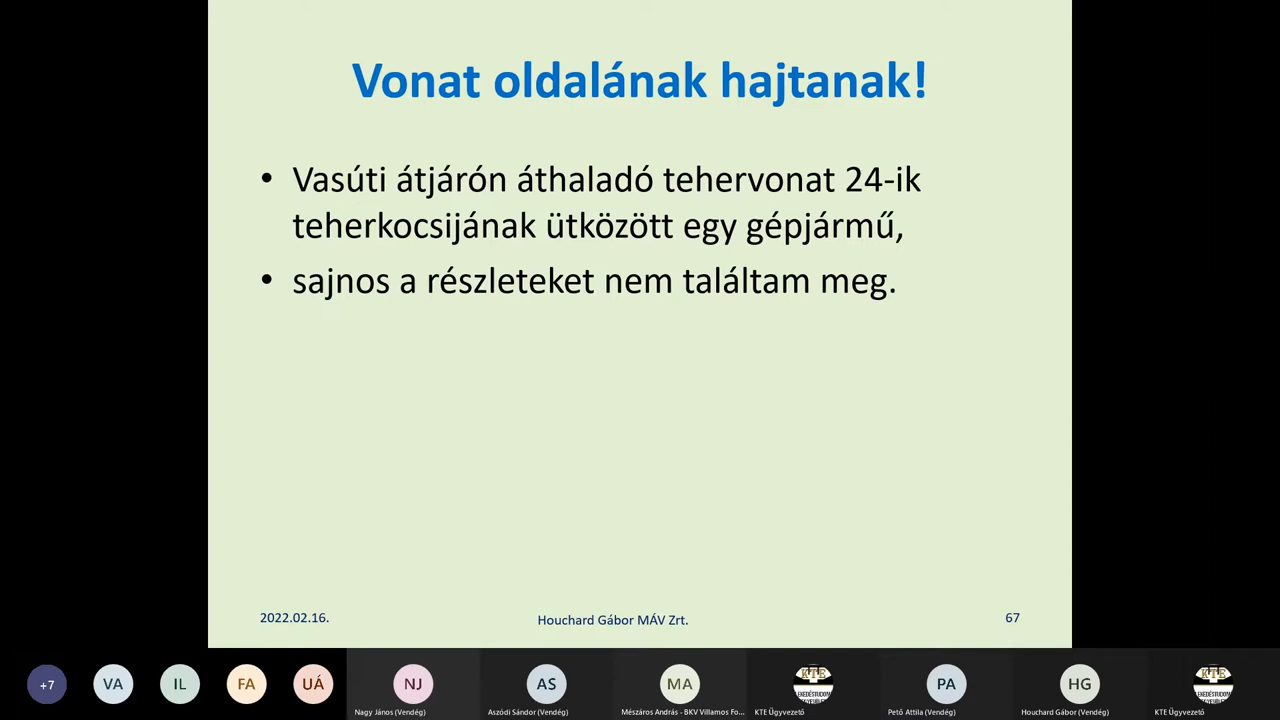 Vonat oldalának hajtanak!
• Vasúti átjárón áthaladó tehervonat 24-ik
teherkocsijának ütközött egy gépjármű,
• sajnos a részleteket nem találtam meg.
2022.02.16.
Houchard Gábor MÁV Zrt.
67
+7
VA
IL
FA
UÁ
NJ
AS
MA
KTE
PA
HG
KTE
Nagy János (Vendég)
Aszódi Sándor (Vendég)
Mészáros András - BKV Villamos Fo...
KTE Ügyvezető
Pető Attila (Vendég)
Houchard Gábor (Vendég)
KTE Ügyvezető